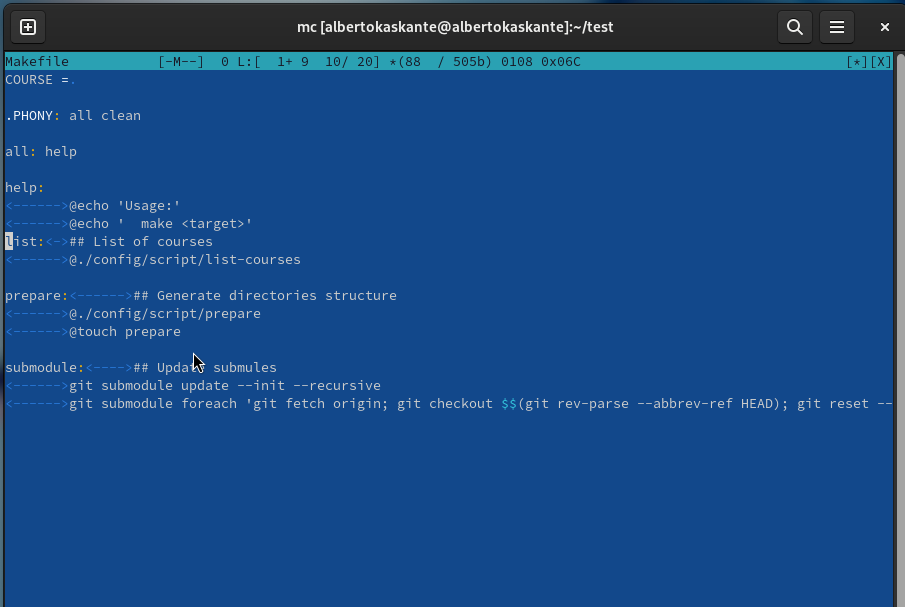 mc [albertokaskante@albertokaskante]:~/test
Makefile           [-M--]  0 L:[  1+ 9  10/ 20] *(88  / 505b) 0108 0x06C                                 [*][X]
COURSE =.
.PHONY: all clean
all: help
help:
<------>@echo 'Usage:'
<------>@echo '  make <target>'
list:<->## List of courses
<------>@./config/script/list-courses
prepare:<------>## Generate directories structure
<------>@./config/script/prepare
<------>@touch prepare
submodule:<---->## Update submules
<------>git submodule update --init --recursive
<------>git submodule foreach 'git fetch origin; git checkout $$(git rev-parse --abbrev-ref HEAD); git reset --